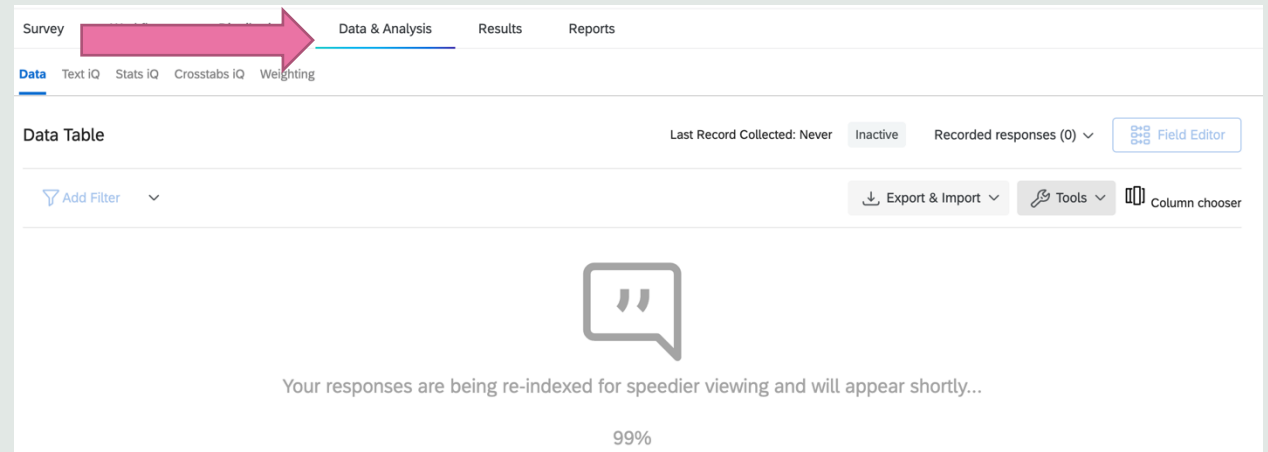 Survey Data & Analysis Results Reports
Data Text iQ Stats iQ Crosstabs iQ Weighting
Data Table Last Record Collected: Never Inactive Recorded responses (0) Field Editor
Add Filter Export & Import Tools Column chooser
Your responses are being re-indexed for speedier viewing and will appear shortly...
99%